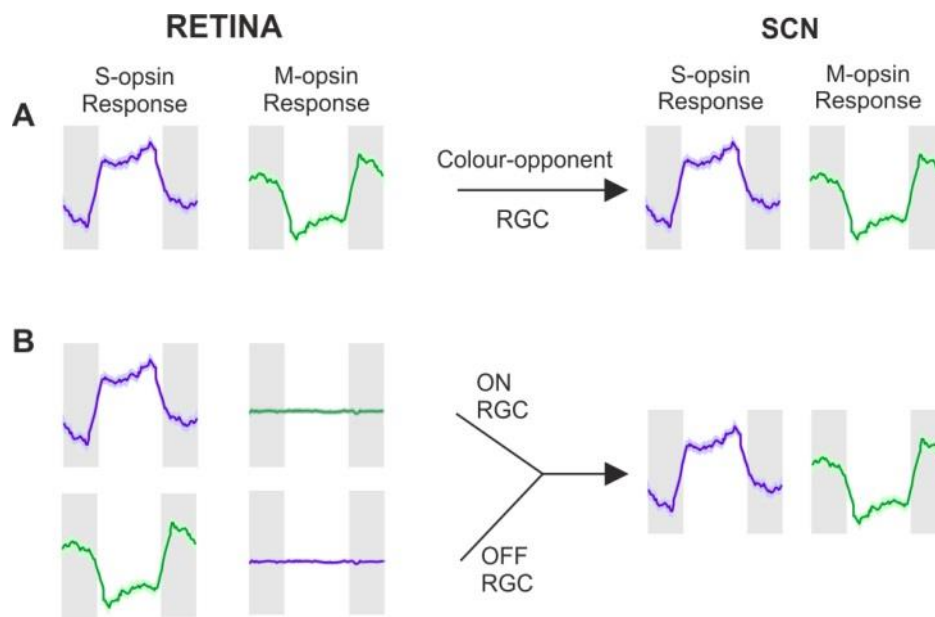 RETINA
SCN
S-opsin
Response
M-opsin
Response
S-opsin
Response
M-opsin
Response
A
Colour-opponent
RGC
B
ON
RGC
OFF
RGC